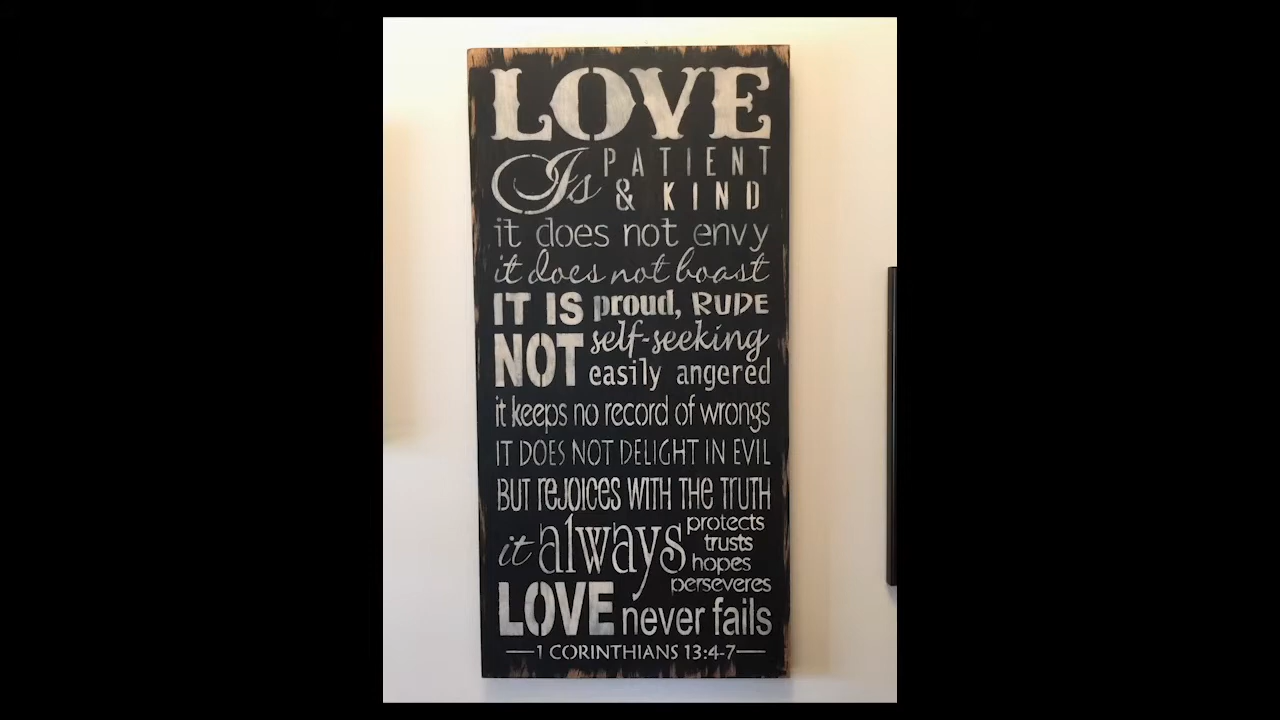 LOVE
Is PATIENT
& KIND
it does not envy
it does not boast
IT IS proud, RUDE
NOT self-seeking
easily angered
it keeps no record of wrongs
IT DOES NOT DELIGHT IN EVIL
BUT reJOICES WITH THe TRUTH
it always protects
trusts
hopes
perseveres
LOVE never fails
1 CORINTHIANS 13:4-7